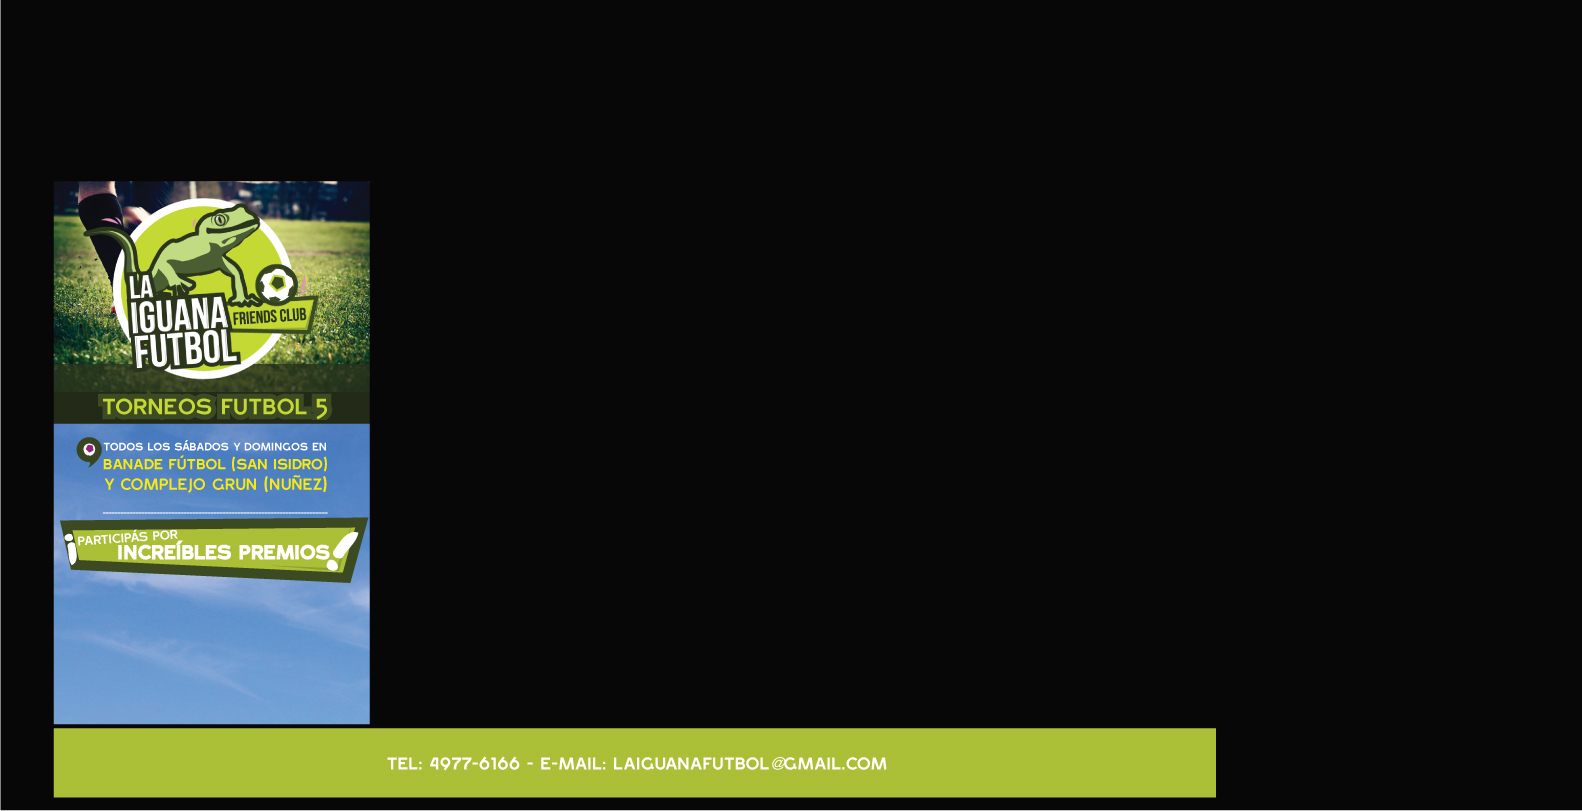 LA
IGUANA
FUTBOL
FRIENDS CLUB
TORNEOS FUTBOL 5
TODOS LOS SÁBADOS Y DOMINGOS EN
BANADE FÚTBOL (SAN ISIDRO)
Y COMPLEJO GRUN (NUÑEZ)
¡PARTICIPÁS POR
INCREÍBLES PREMIOS!
TEL: 4977-6166 - E-MAIL: LAIGUANAFUTBOL@GMAIL.COM